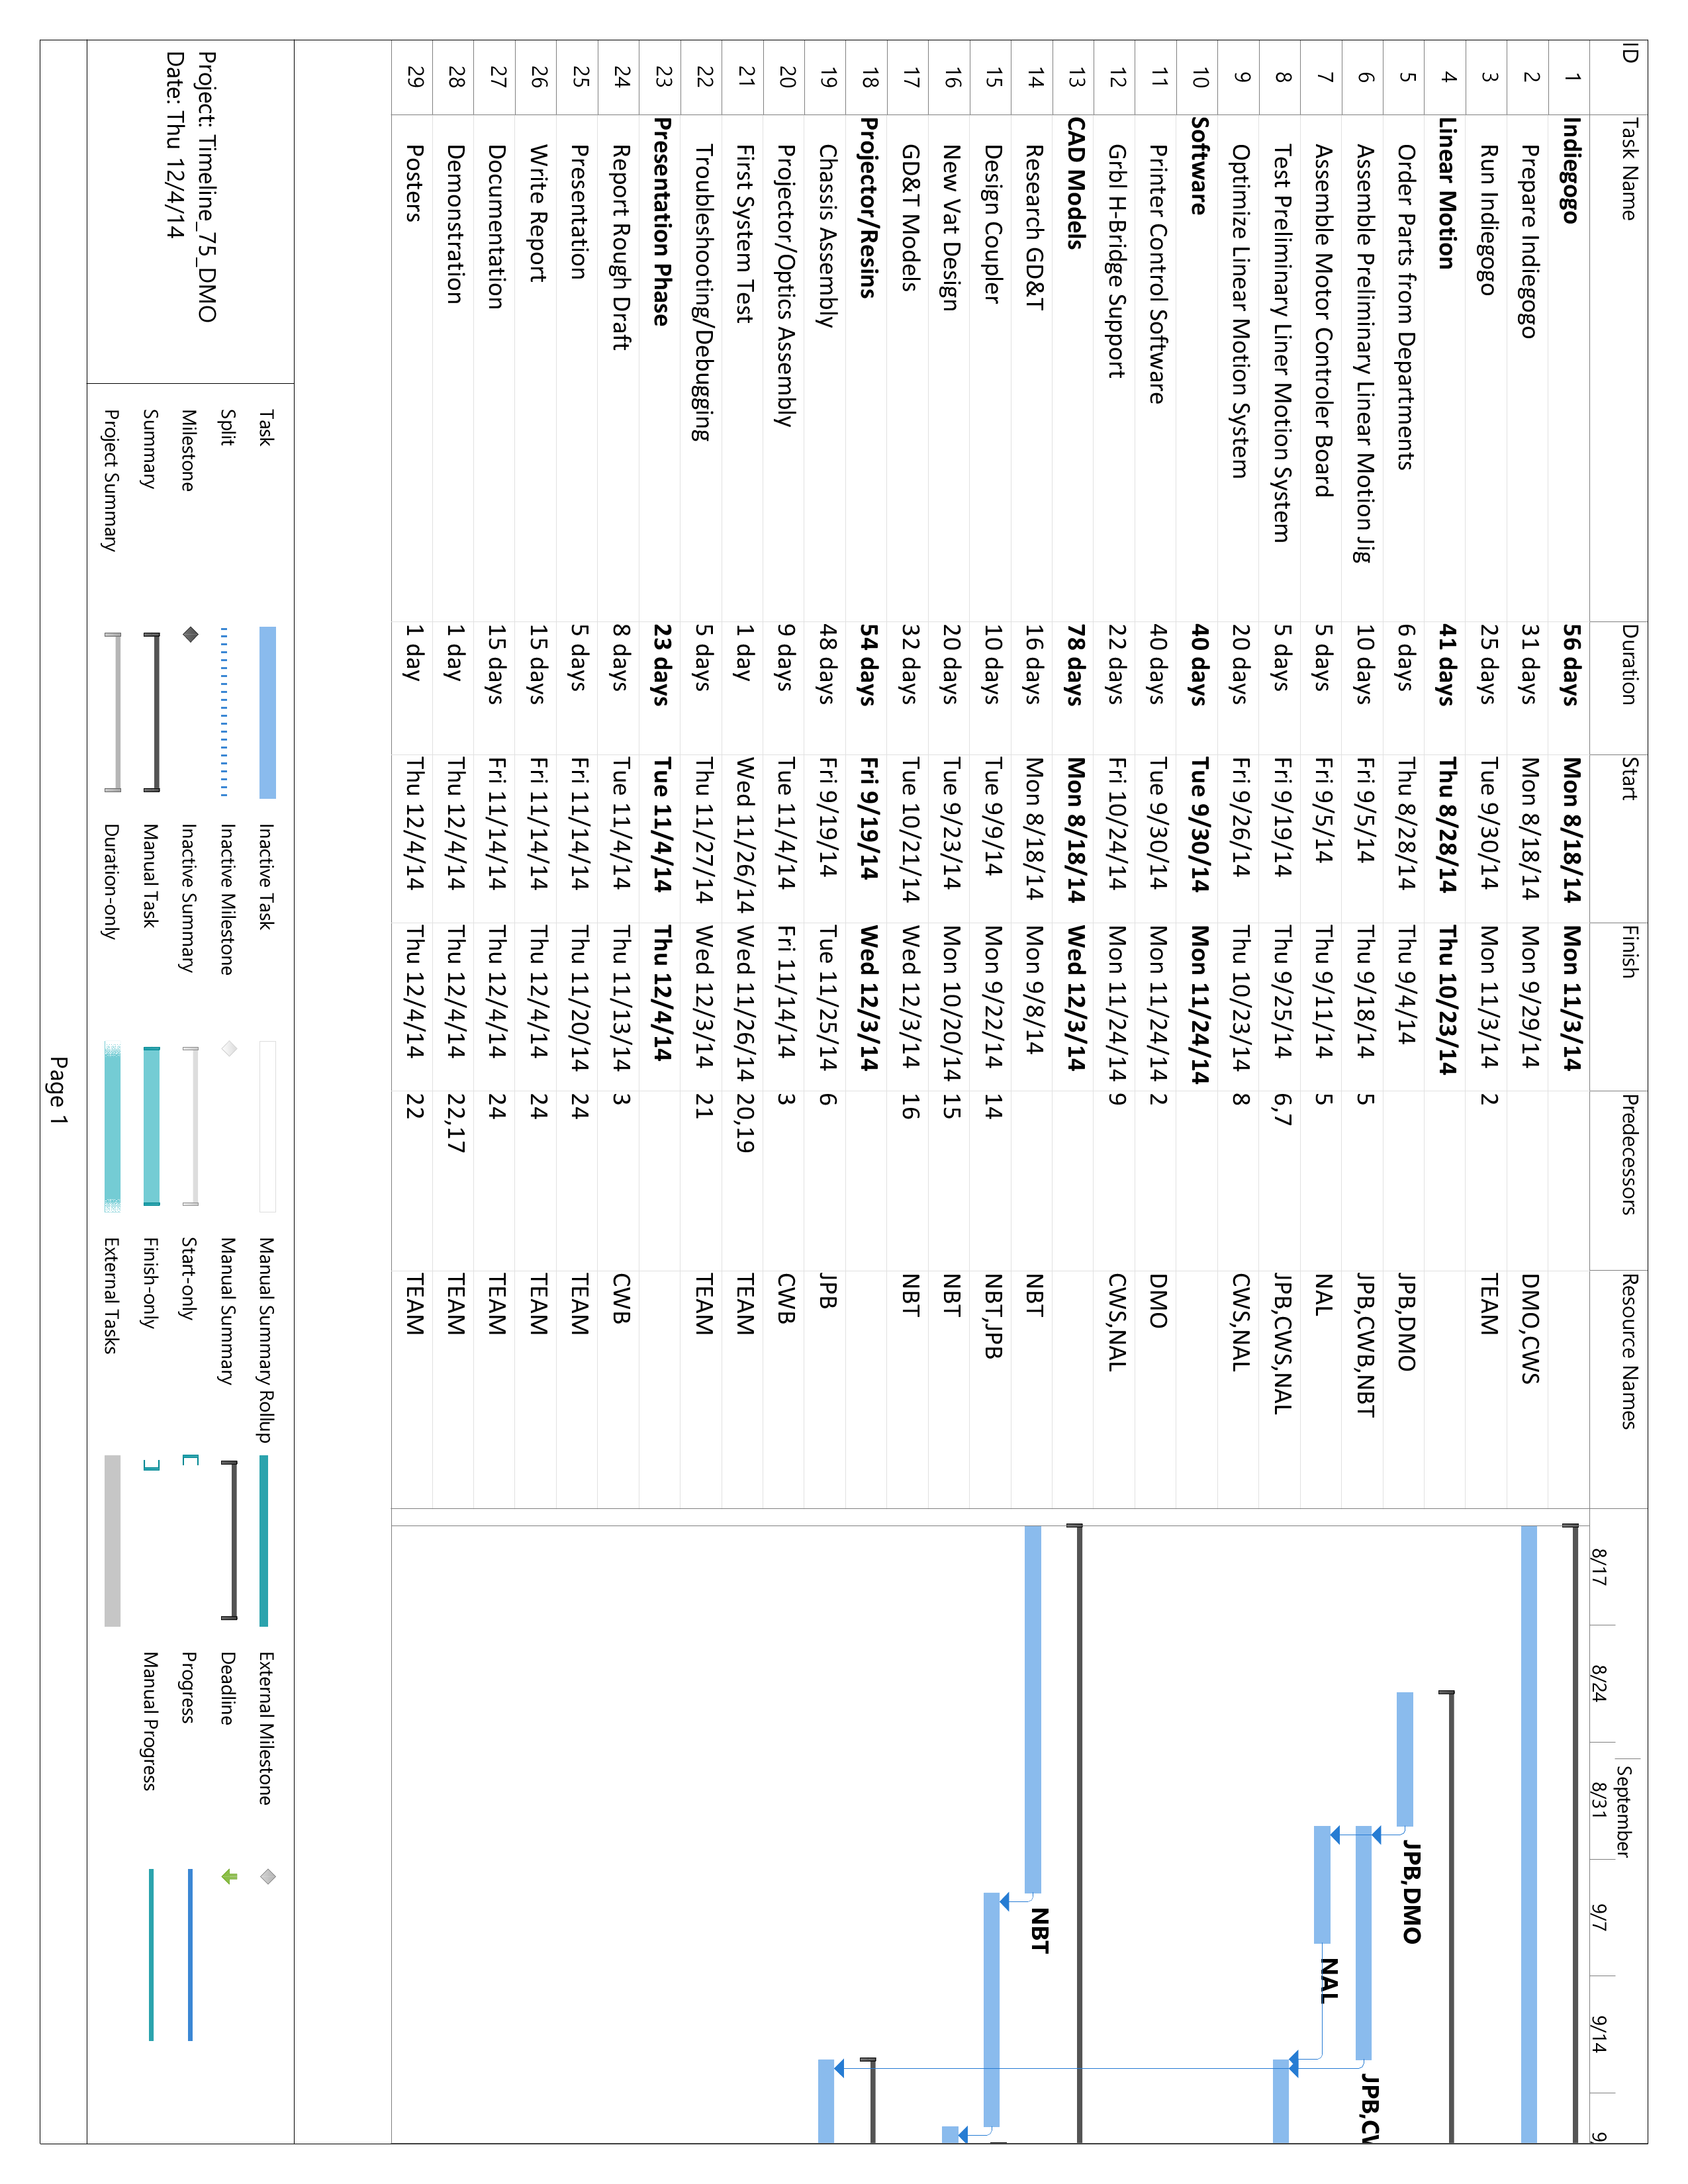 ID Task Name Duration Start Finish Predecessors Resource Names
September
8/17 8/24 8/31 9/7 9/14 9
1 Indiegogo 56 days Mon 8/18/14 Mon 11/3/14
2 Prepare Indiegogo 31 days Mon 8/18/14 Mon 9/29/14 DMO,CWS
3 Run Indiegogo 25 days Tue 9/30/14 Mon 11/3/14 2 TEAM
4 Linear Motion 41 days Thu 8/28/14 Thu 10/23/14
5 Order Parts from Departments 6 days Thu 8/28/14 Thu 9/4/14 JPB,DMO JPB,DMO
6 Assemble Preliminary Linear Motion Jig 10 days Fri 9/5/14 Thu 9/18/14 5 JPB,CWB,NBT JPB,CW
7 Assemble Motor Controler Board 5 days Fri 9/5/14 Thu 9/11/14 5 NAL NAL
8 Test Preliminary Liner Motion System 5 days Fri 9/19/14 Thu 9/25/14 6,7 JPB,CWS,NAL
9 Optimize Linear Motion System 20 days Fri 9/26/14 Thu 10/23/14 8 CWS,NAL
10 Software 40 days Tue 9/30/14 Mon 11/24/14
11 Printer Control Software 40 days Tue 9/30/14 Mon 11/24/14 2 DMO
12 Grbl H-Bridge Support 22 days Fri 10/24/14 Mon 11/24/14 9 CWS,NAL
13 CAD Models 78 days Mon 8/18/14 Wed 12/3/14
14 Research GD&T 16 days Mon 8/18/14 Mon 9/8/14 NBT NBT
15 Design Coupler 10 days Tue 9/9/14 Mon 9/22/14 14 NBT,JPB
16 New Vat Design 20 days Tue 9/23/14 Mon 10/20/14 15 NBT
17 GD&T Models 32 days Tue 10/21/14 Wed 12/3/14 16 NBT
18 Projector/Resins 54 days Fri 9/19/14 Wed 12/3/14
19 Chassis Assembly 48 days Fri 9/19/14 Tue 11/25/14 6 JPB
20 Projector/Optics Assembly 9 days Tue 11/4/14 Fri 11/14/14 3 CWB
21 First System Test 1 day Wed 11/26/14 Wed 11/26/14 20,19 TEAM
22 Troubleshooting/Debugging 5 days Thu 11/27/14 Wed 12/3/14 21 TEAM
23 Presentation Phase 23 days Tue 11/4/14 Thu 12/4/14
24 Report Rough Draft 8 days Tue 11/4/14 Thu 11/13/14 3 CWB
25 Presentation 5 days Fri 11/14/14 Thu 11/20/14 24 TEAM
26 Write Report 15 days Fri 11/14/14 Thu 12/4/14 24 TEAM
27 Documentation 15 days Fri 11/14/14 Thu 12/4/14 24 TEAM
28 Demonstration 1 day Thu 12/4/14 Thu 12/4/14 22,17 TEAM
29 Posters 1 day Thu 12/4/14 Thu 12/4/14 22 TEAM
Project: Timeline_75_DMO
Date: Thu 12/4/14
Task Inactive Task Manual Summary Rollup External Milestone
Split Inactive Milestone Manual Summary Deadline
Milestone Inactive Summary Start-only Progress
Summary Manual Task Finish-only Manual Progress
Project Summary Duration-only External Tasks
Page 1